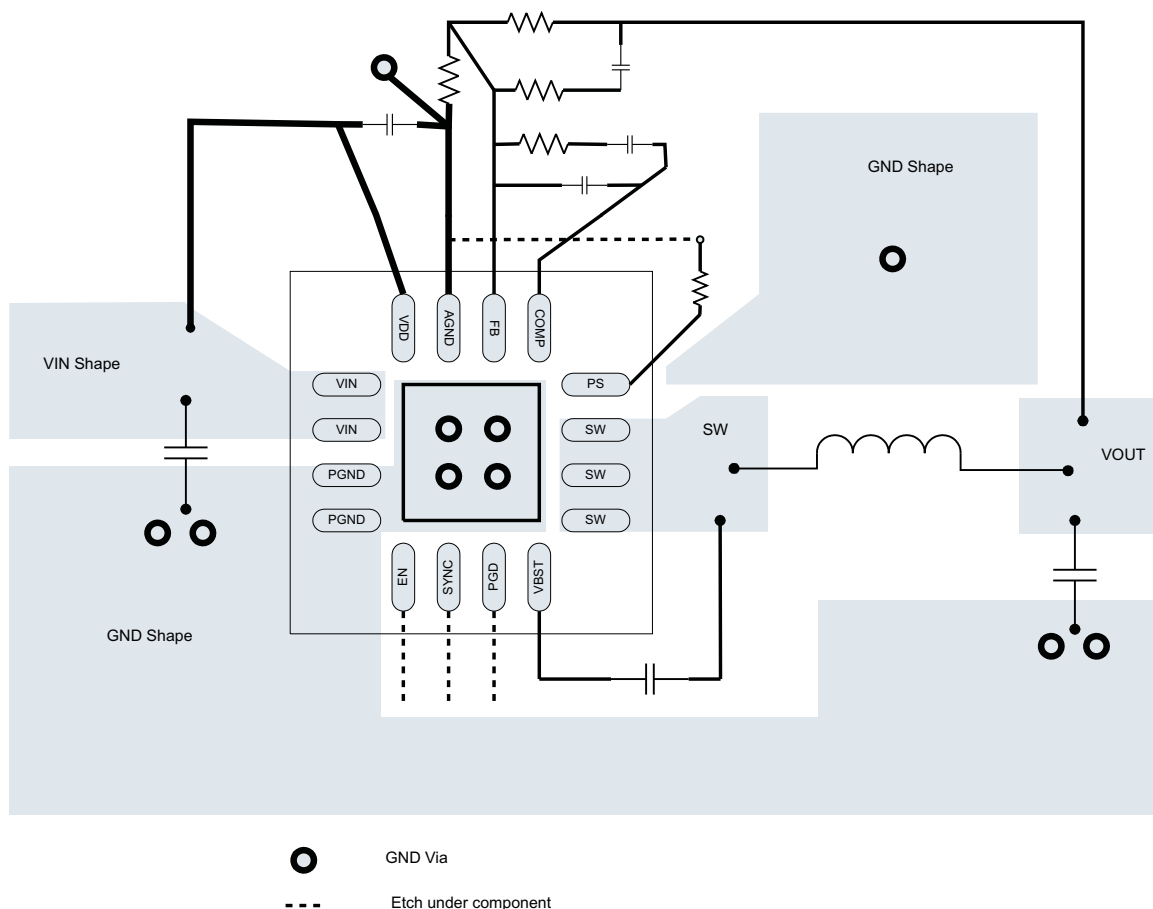 GND Shape
VDD
AGND
FB
COMP
VIN Shape
VIN
PS
VIN
SW
SW
VOUT
PGND
SW
PGND
SW
EN
SYNC
PGD
VBST
GND Shape
GND Via
Etch under component